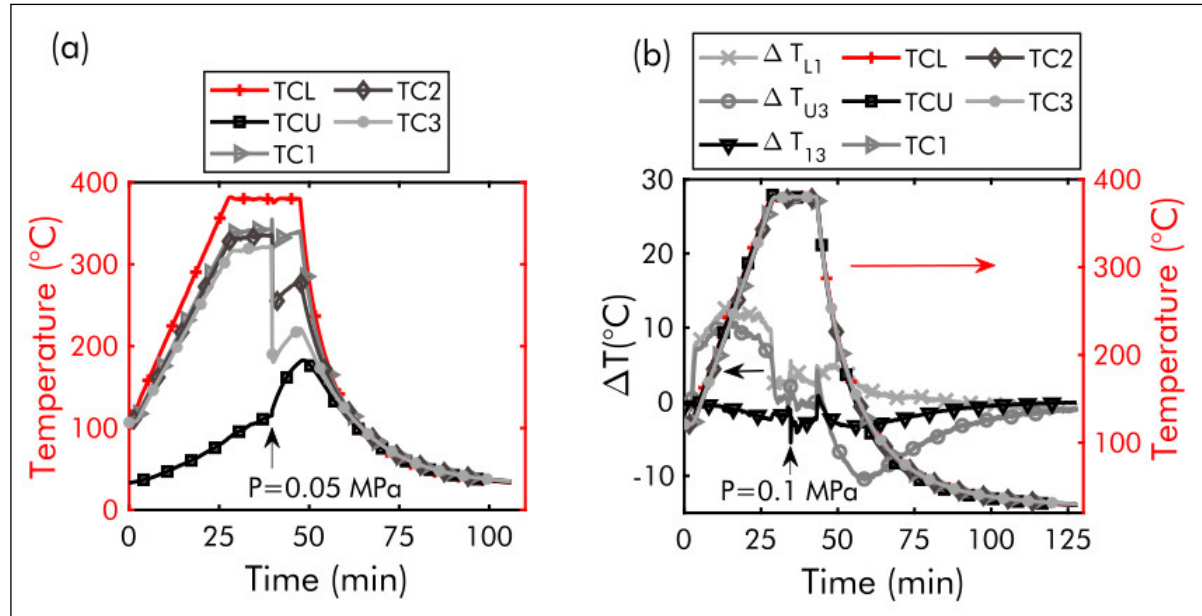 (a)
TCL TC2
TCU TC3
TC1
400
300
200
100
0
Temperature (°C)
P=0.05 MPa
0 25 50 75 100
Time (min)
(b)
Δ T_L1 TCL TC2
Δ T_U3 TCU TC3
Δ T_13 TC1
30
20
10
0
-10
ΔT(°C)
400
300
200
100
Temperature (°C)
P=0.1 MPa
0 25 50 75 100 125
Time (min)